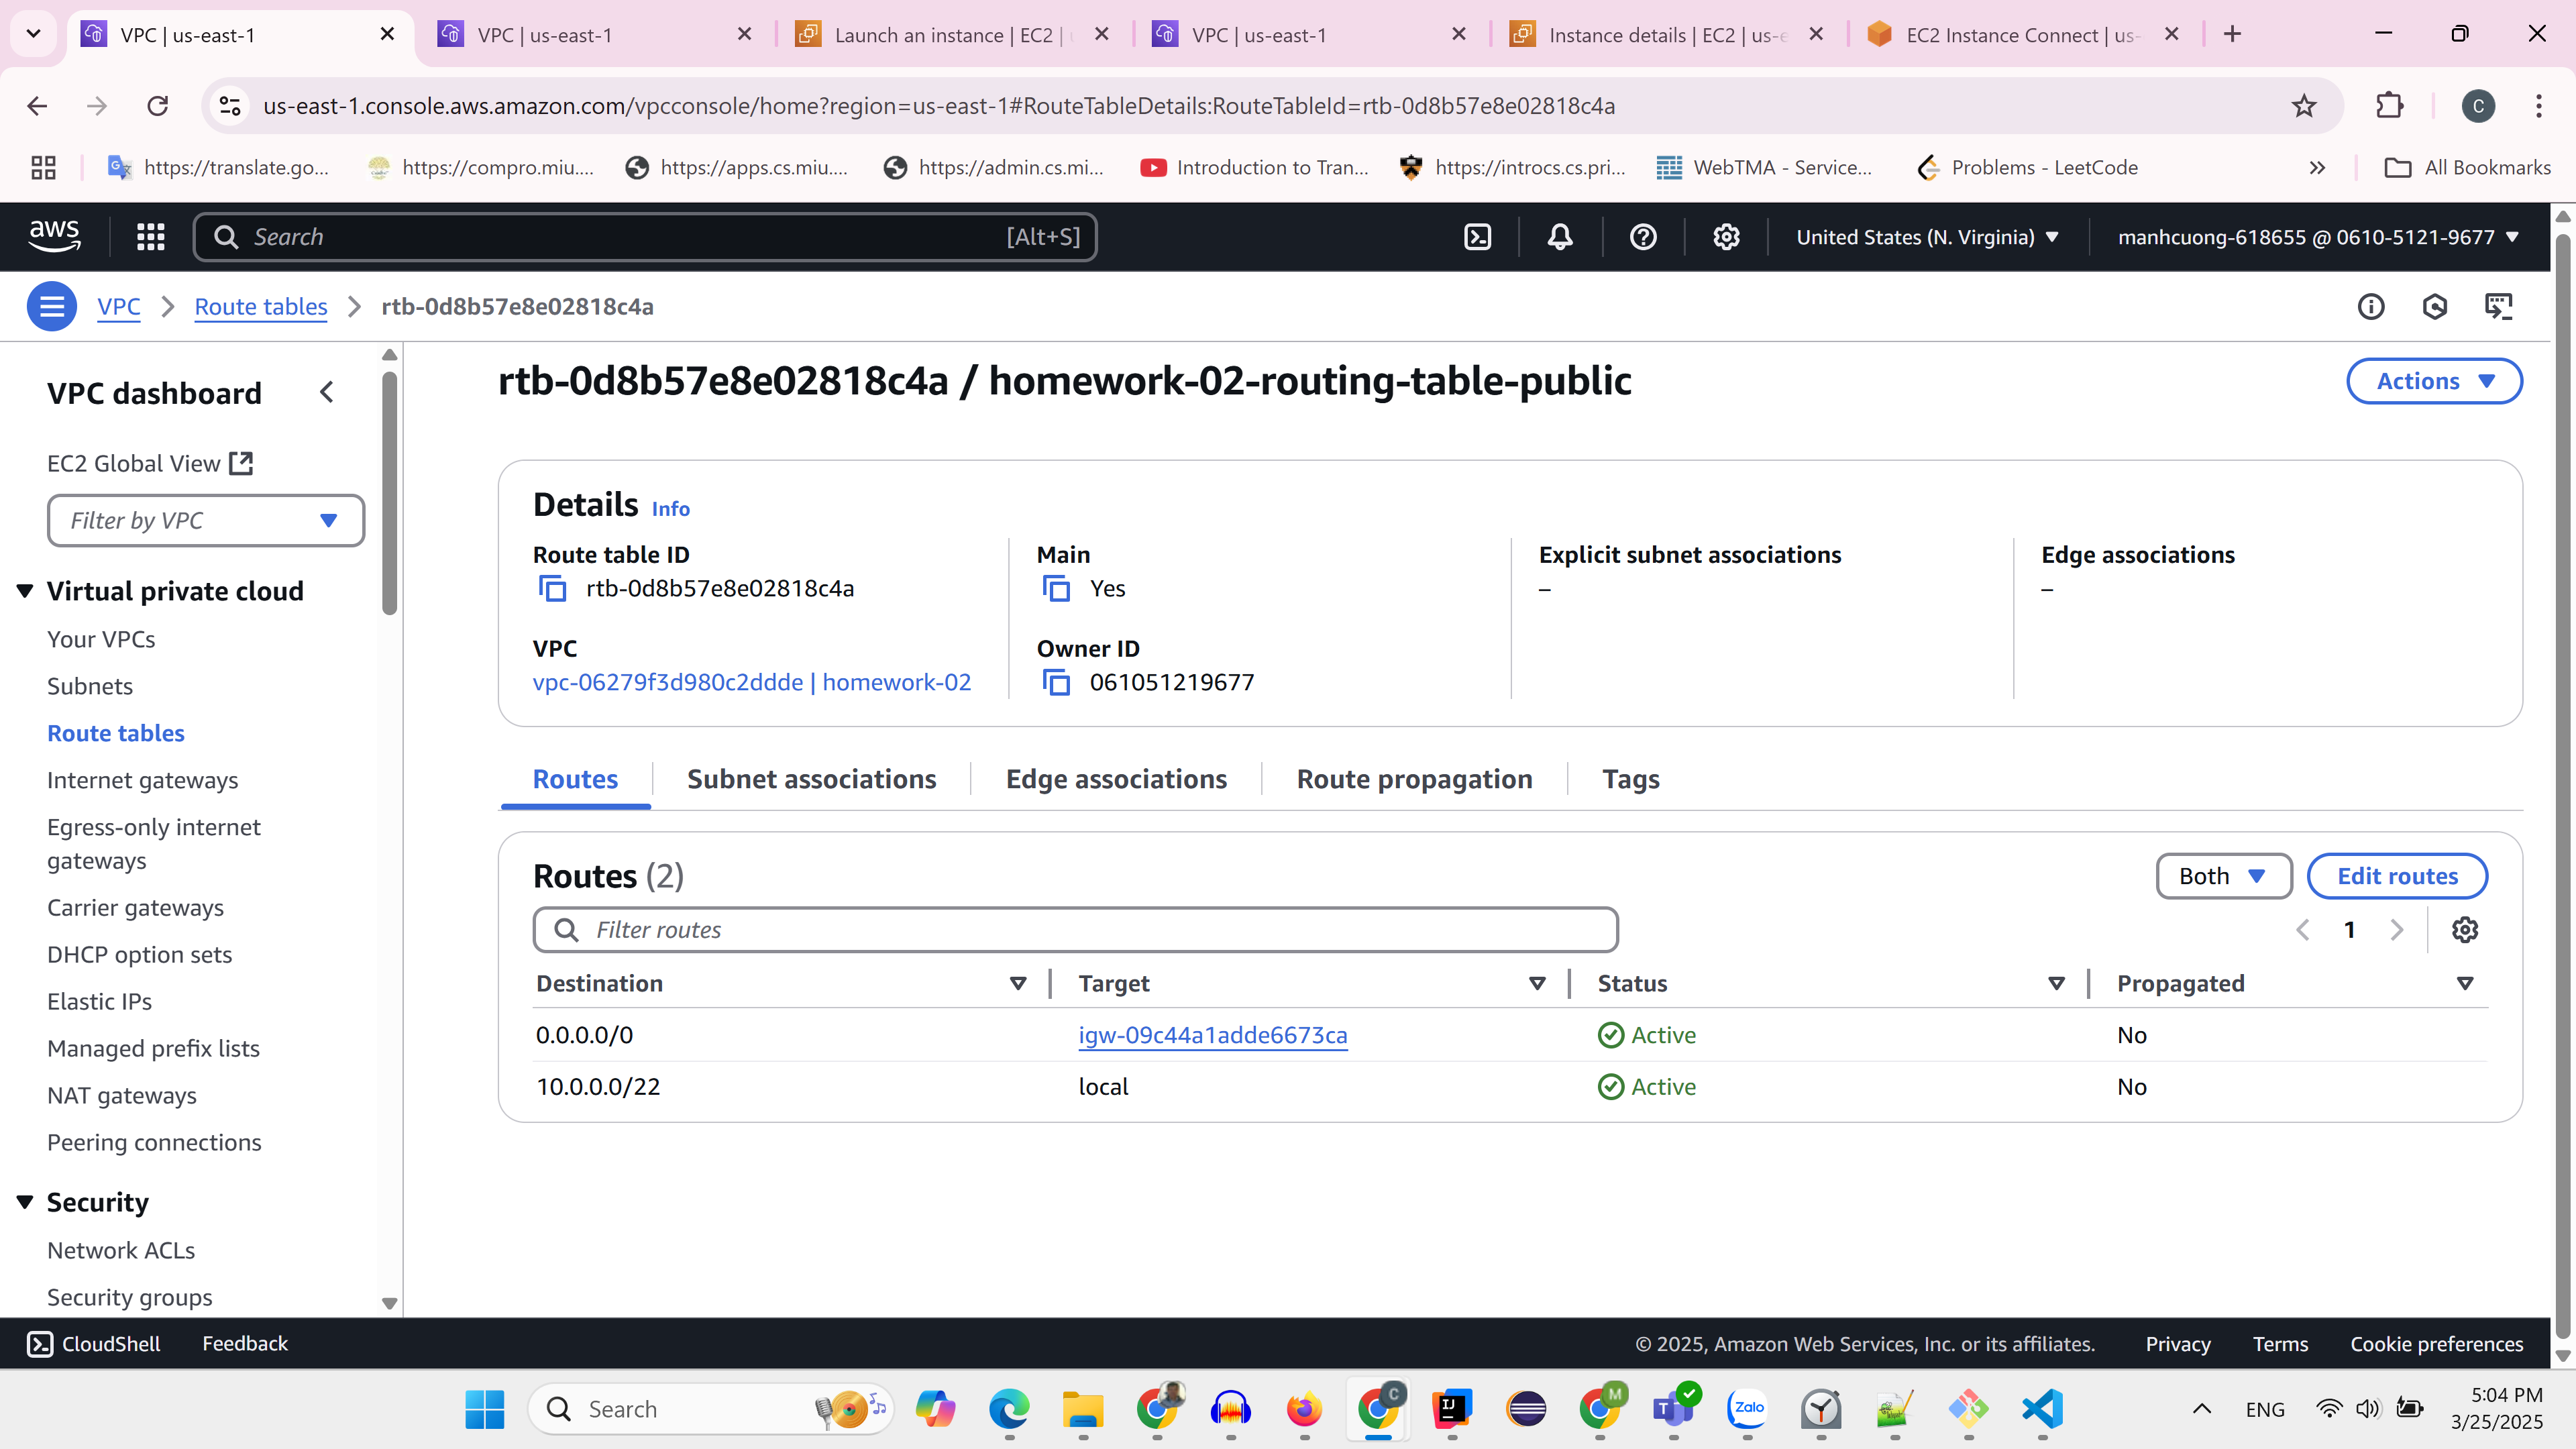 VPC | us-east-1
VPC | us-east-1
Launch an instance | EC2 |
VPC | us-east-1
Instance details | EC2 | us-e
EC2 Instance Connect | us-
us-east-1.console.aws.amazon.com/vpcconsole/home?region=us-east-1#RouteTableDetails:RouteTableId=rtb-0d8b57e8e02818c4a
C
https://translate.go...
https://compro.miu....
https://apps.cs.miu....
https://admin.cs.mi...
Introduction to Tran...
https://introcs.cs.pri...
WebTMA - Service...
Problems - LeetCode
All Bookmarks
aws
Search
[Alt+S]
United States (N. Virginia)
manhcuong-618655 @ 0610-5121-9677
VPC
Route tables
rtb-0d8b57e8e02818c4a
VPC dashboard
EC2 Global View
Filter by VPC
Virtual private cloud
Your VPCs
Subnets
Route tables
Internet gateways
Egress-only internet
gateways
Carrier gateways
DHCP option sets
Elastic IPs
Managed prefix lists
NAT gateways
Peering connections
Security
Network ACLs
Security groups
rtb-0d8b57e8e02818c4a / homework-02-routing-table-public
Actions
Details Info
Route table ID
rtb-0d8b57e8e02818c4a
Main
Yes
Explicit subnet associations
–
Edge associations
–
VPC
vpc-06279f3d980c2ddde | homework-02
Owner ID
061051219677
Routes
Subnet associations
Edge associations
Route propagation
Tags
Routes (2)
Both
Edit routes
Filter routes
1
Destination Target Status Propagated
0.0.0.0/0 igw-09c44a1adde6673ca Active No
10.0.0.0/22 local Active No
CloudShell
Feedback
© 2025, Amazon Web Services, Inc. or its affiliates.
Privacy
Terms
Cookie preferences
Search
C
IJ
M
T
Zalo
ENG
5:04 PM
3/25/2025